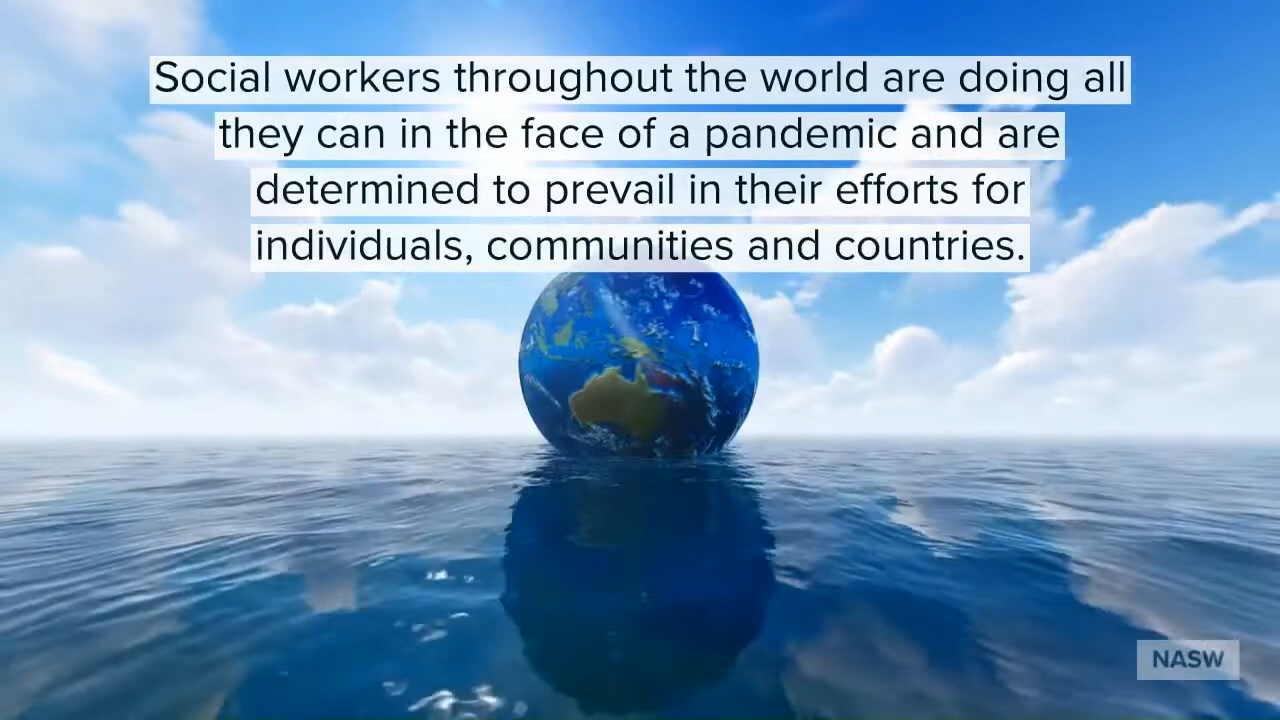 Social workers throughout the world are doing all
they can in the face of a pandemic and are
determined to prevail in their efforts for
individuals, communities and countries.
NASW